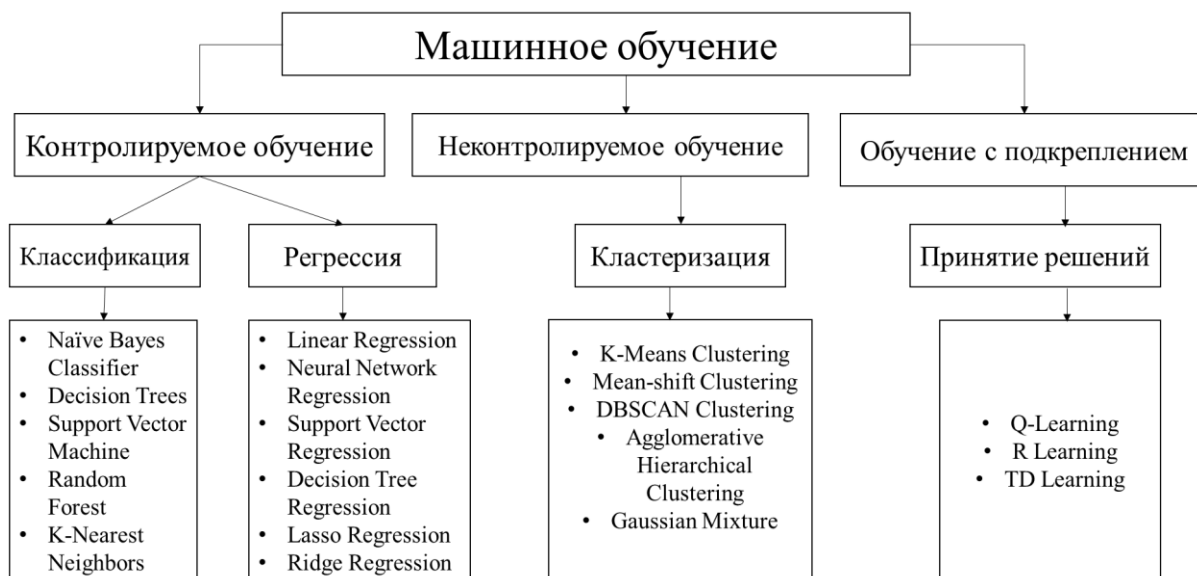 Машинное обучение
Контролируемое обучение
Неконтролируемое обучение
Обучение с подкреплением
Классификация
Регрессия
Кластеризация
Принятие решений
• Naïve Bayes
Classifier
• Decision Trees
• Support Vector
Machine
• Random
Forest
• K-Nearest
Neighbors
• Linear Regression
• Neural Network
Regression
• Support Vector
Regression
• Decision Tree
Regression
• Lasso Regression
• Ridge Regression
• K-Means Clustering
• Mean-shift Clustering
• DBSCAN Clustering
• Agglomerative
Hierarchical
Clustering
• Gaussian Mixture
• Q-Learning
• R Learning
• TD Learning